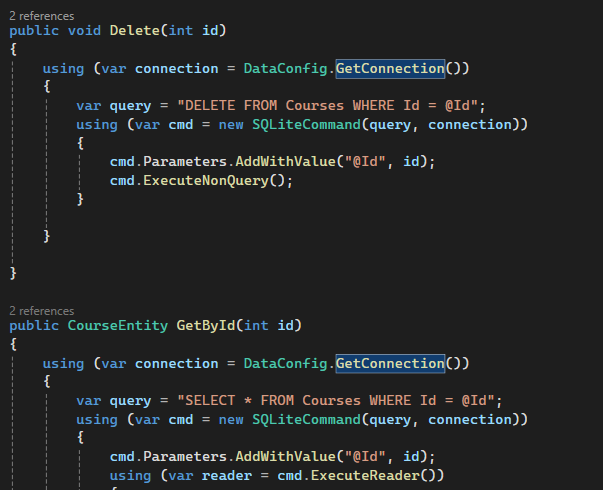 2 references
public void Delete(int id)
{
using (var connection = DataConfig.GetConnection())
{
var query = "DELETE FROM Courses WHERE Id = @Id";
using (var cmd = new SQLiteCommand(query, connection))
{
cmd.Parameters.AddWithValue("@Id", id);
cmd.ExecuteNonQuery();
}
}
}
2 references
public CourseEntity GetById(int id)
{
using (var connection = DataConfig.GetConnection())
{
var query = "SELECT * FROM Courses WHERE Id = @Id";
using (var cmd = new SQLiteCommand(query, connection))
{
cmd.Parameters.AddWithValue("@Id", id);
using (var reader = cmd.ExecuteReader())
{